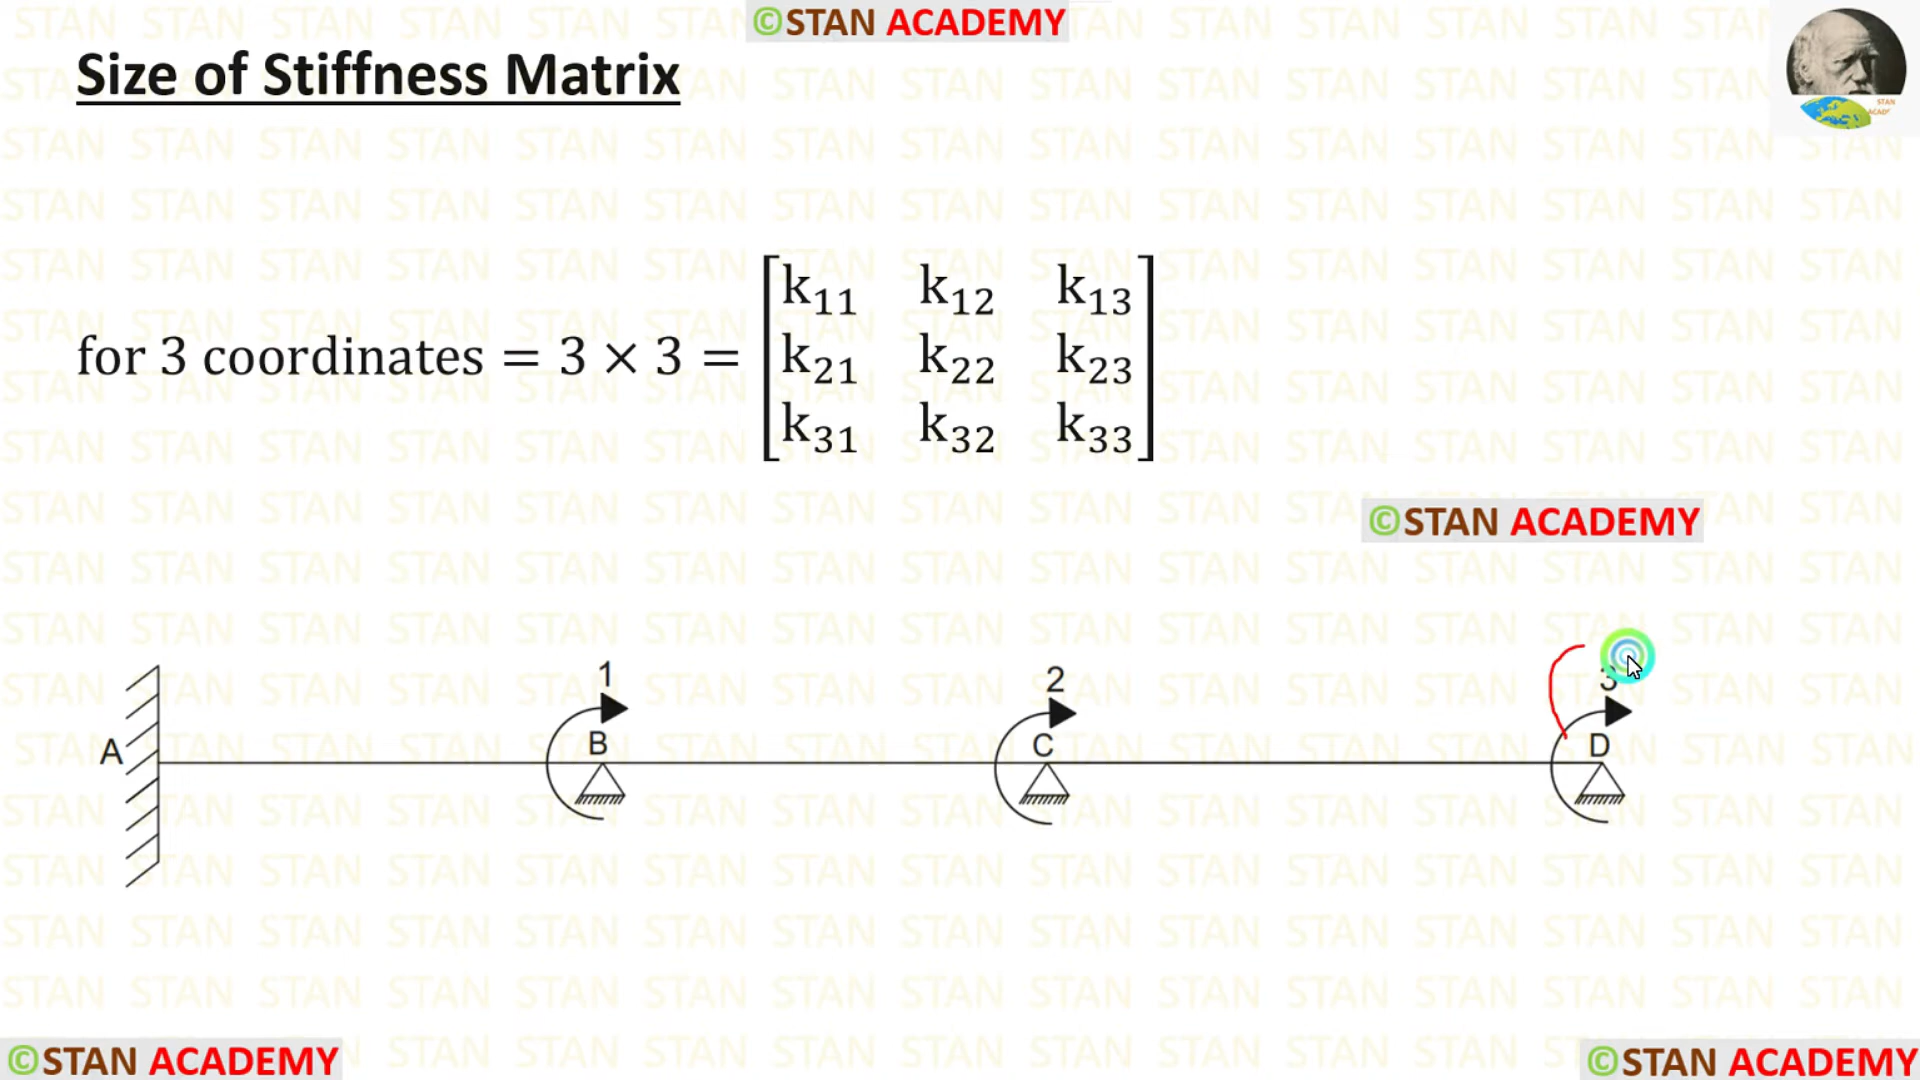 ©STAN ACADEMY
Size of Stiffness Matrix
STAN
for 3 coordinates = 3 × 3 = [k₁₁ k₁₂ k₁₃
k₂₁ k₂₂ k₂₃
k₃₁ k₃₂ k₃₃]
©STAN ACADEMY
1 2 3
A B C D
©STAN ACADEMY ©STAN ACADEMY